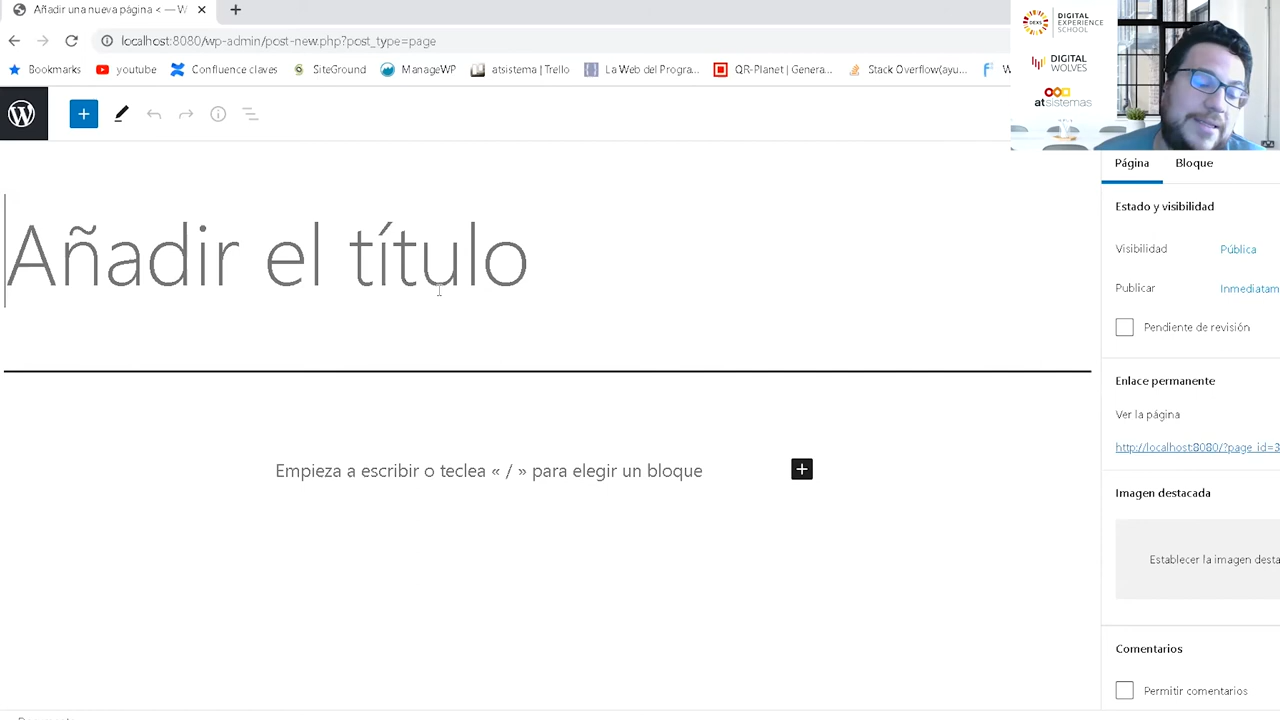 Añadir una nueva página < — W
localhost:8080/wp-admin/post-new.php?post_type=page
Bookmarks youtube Confluence claves SiteGround ManageWP atsistema | Trello La Web del Progra... QR-Planet | Genera... Stack Overflow(ayu... W
DEXS DIGITAL EXPERIENCE SCHOOL
DIGITAL WOLVES
atsistemas
Página Bloque
Estado y visibilidad
Visibilidad Pública
Publicar Inmediatam
Pendiente de revisión
Enlace permanente
Ver la página
http://localhost:8080/?page_id=3
Imagen destacada
Establecer la imagen desta
Comentarios
Permitir comentarios
Añadir el título
Empieza a escribir o teclea « / » para elegir un bloque